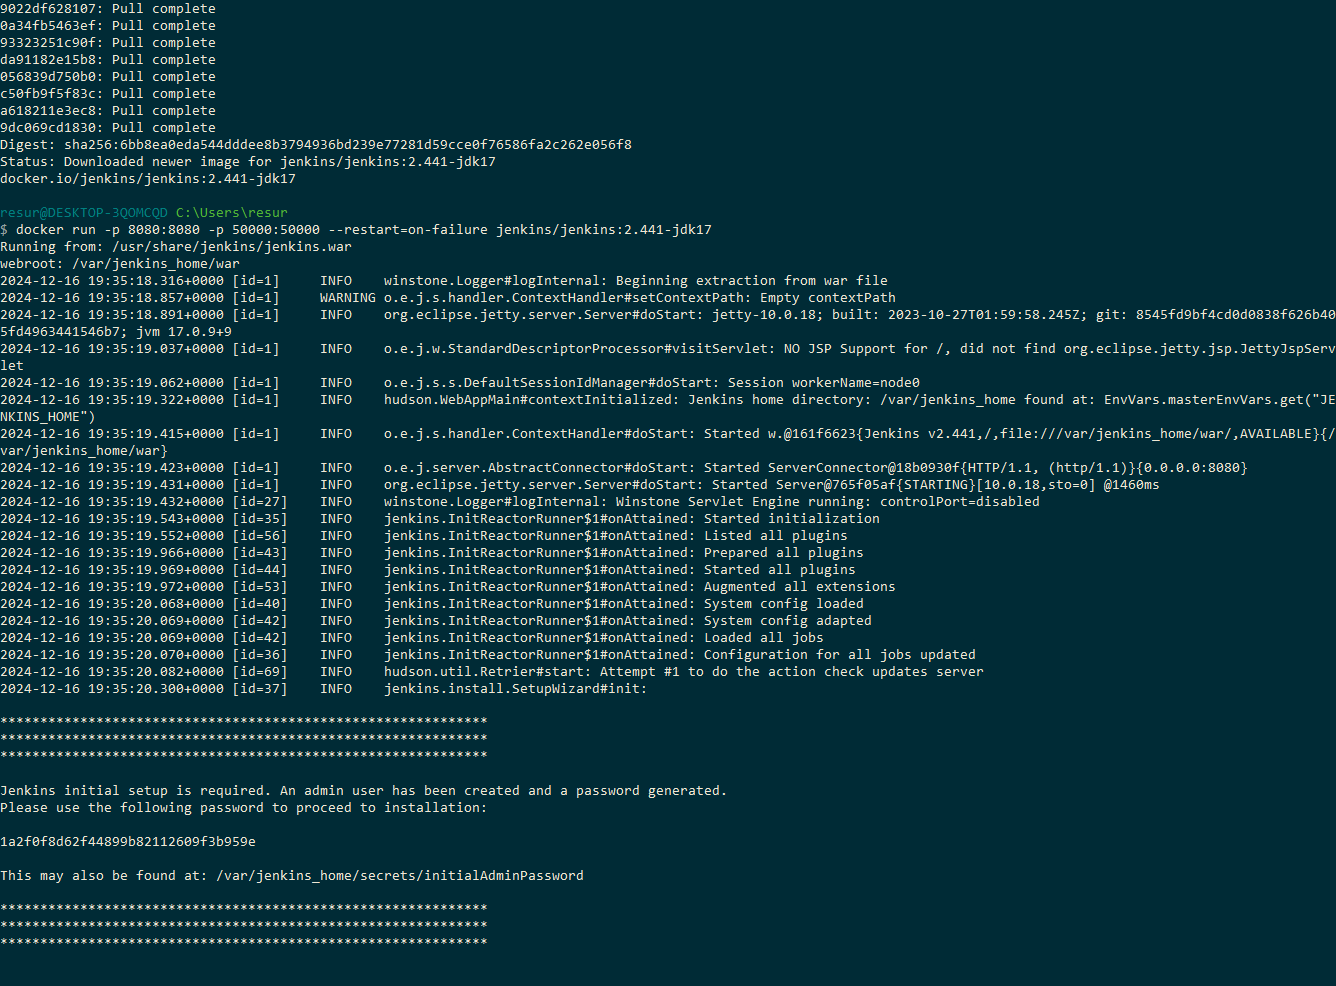 9022df628107: Pull complete
0a34fb5463ef: Pull complete
93323251c90f: Pull complete
da91182e15b8: Pull complete
056839d750b0: Pull complete
c50fb9f5f83c: Pull complete
a618211e3ec8: Pull complete
9dc069cd1830: Pull complete
Digest: sha256:6bb8ea0eda544dddee8b3794936bd239e77281d59cce0f76586fa2c262e056f8
Status: Downloaded newer image for jenkins/jenkins:2.441-jdk17
docker.io/jenkins/jenkins:2.441-jdk17
resur@DESKTOP-3QOMCQD C:\Users\resur
$ docker run -p 8080:8080 -p 50000:50000 --restart=on-failure jenkins/jenkins:2.441-jdk17
Running from: /usr/share/jenkins/jenkins.war
webroot: /var/jenkins_home/war
2024-12-16 19:35:18.316+0000 [id=1]     INFO    winstone.Logger#logInternal: Beginning extraction from war file
2024-12-16 19:35:18.857+0000 [id=1]     WARNING o.e.j.s.handler.ContextHandler#setContextPath: Empty contextPath
2024-12-16 19:35:18.891+0000 [id=1]     INFO    org.eclipse.jetty.server.Server#doStart: jetty-10.0.18; built: 2023-10-27T01:59:58.245Z; git: 8545fd9bf4cd0d0838f626b40
5fd4963441546b7; jvm 17.0.9+9
2024-12-16 19:35:19.037+0000 [id=1]     INFO    o.e.j.w.StandardDescriptorProcessor#visitServlet: NO JSP Support for /, did not find org.eclipse.jetty.jsp.JettyJspServ
let
2024-12-16 19:35:19.062+0000 [id=1]     INFO    o.e.j.s.s.DefaultSessionIdManager#doStart: Session workerName=node0
2024-12-16 19:35:19.322+0000 [id=1]     INFO    hudson.WebAppMain#contextInitialized: Jenkins home directory: /var/jenkins_home found at: EnvVars.masterEnvVars.get("JE
NKINS_HOME")
2024-12-16 19:35:19.415+0000 [id=1]     INFO    o.e.j.s.handler.ContextHandler#doStart: Started w.@161f6623{Jenkins v2.441,/,file:///var/jenkins_home/war/,AVAILABLE}{/
var/jenkins_home/war}
2024-12-16 19:35:19.423+0000 [id=1]     INFO    o.e.j.server.AbstractConnector#doStart: Started ServerConnector@18b0930f{HTTP/1.1, (http/1.1)}{0.0.0.0:8080}
2024-12-16 19:35:19.431+0000 [id=1]     INFO    org.eclipse.jetty.server.Server#doStart: Started Server@765f05af{STARTING}[10.0.18,sto=0] @1460ms
2024-12-16 19:35:19.432+0000 [id=27]    INFO    winstone.Logger#logInternal: Winstone Servlet Engine running: controlPort=disabled
2024-12-16 19:35:19.543+0000 [id=35]    INFO    jenkins.InitReactorRunner$1#onAttained: Started initialization
2024-12-16 19:35:19.552+0000 [id=56]    INFO    jenkins.InitReactorRunner$1#onAttained: Listed all plugins
2024-12-16 19:35:19.966+0000 [id=43]    INFO    jenkins.InitReactorRunner$1#onAttained: Prepared all plugins
2024-12-16 19:35:19.969+0000 [id=44]    INFO    jenkins.InitReactorRunner$1#onAttained: Started all plugins
2024-12-16 19:35:19.972+0000 [id=53]    INFO    jenkins.InitReactorRunner$1#onAttained: Augmented all extensions
2024-12-16 19:35:20.068+0000 [id=40]    INFO    jenkins.InitReactorRunner$1#onAttained: System config loaded
2024-12-16 19:35:20.069+0000 [id=42]    INFO    jenkins.InitReactorRunner$1#onAttained: System config adapted
2024-12-16 19:35:20.069+0000 [id=42]    INFO    jenkins.InitReactorRunner$1#onAttained: Loaded all jobs
2024-12-16 19:35:20.070+0000 [id=36]    INFO    jenkins.InitReactorRunner$1#onAttained: Configuration for all jobs updated
2024-12-16 19:35:20.082+0000 [id=69]    INFO    hudson.util.Retrier#start: Attempt #1 to do the action check updates server
2024-12-16 19:35:20.300+0000 [id=37]    INFO    jenkins.install.SetupWizard#init:
*************************************************************
*************************************************************
*************************************************************
Jenkins initial setup is required. An admin user has been created and a password generated.
Please use the following password to proceed to installation:
1a2f0f8d62f44899b82112609f3b959e
This may also be found at: /var/jenkins_home/secrets/initialAdminPassword
*************************************************************
*************************************************************
*************************************************************